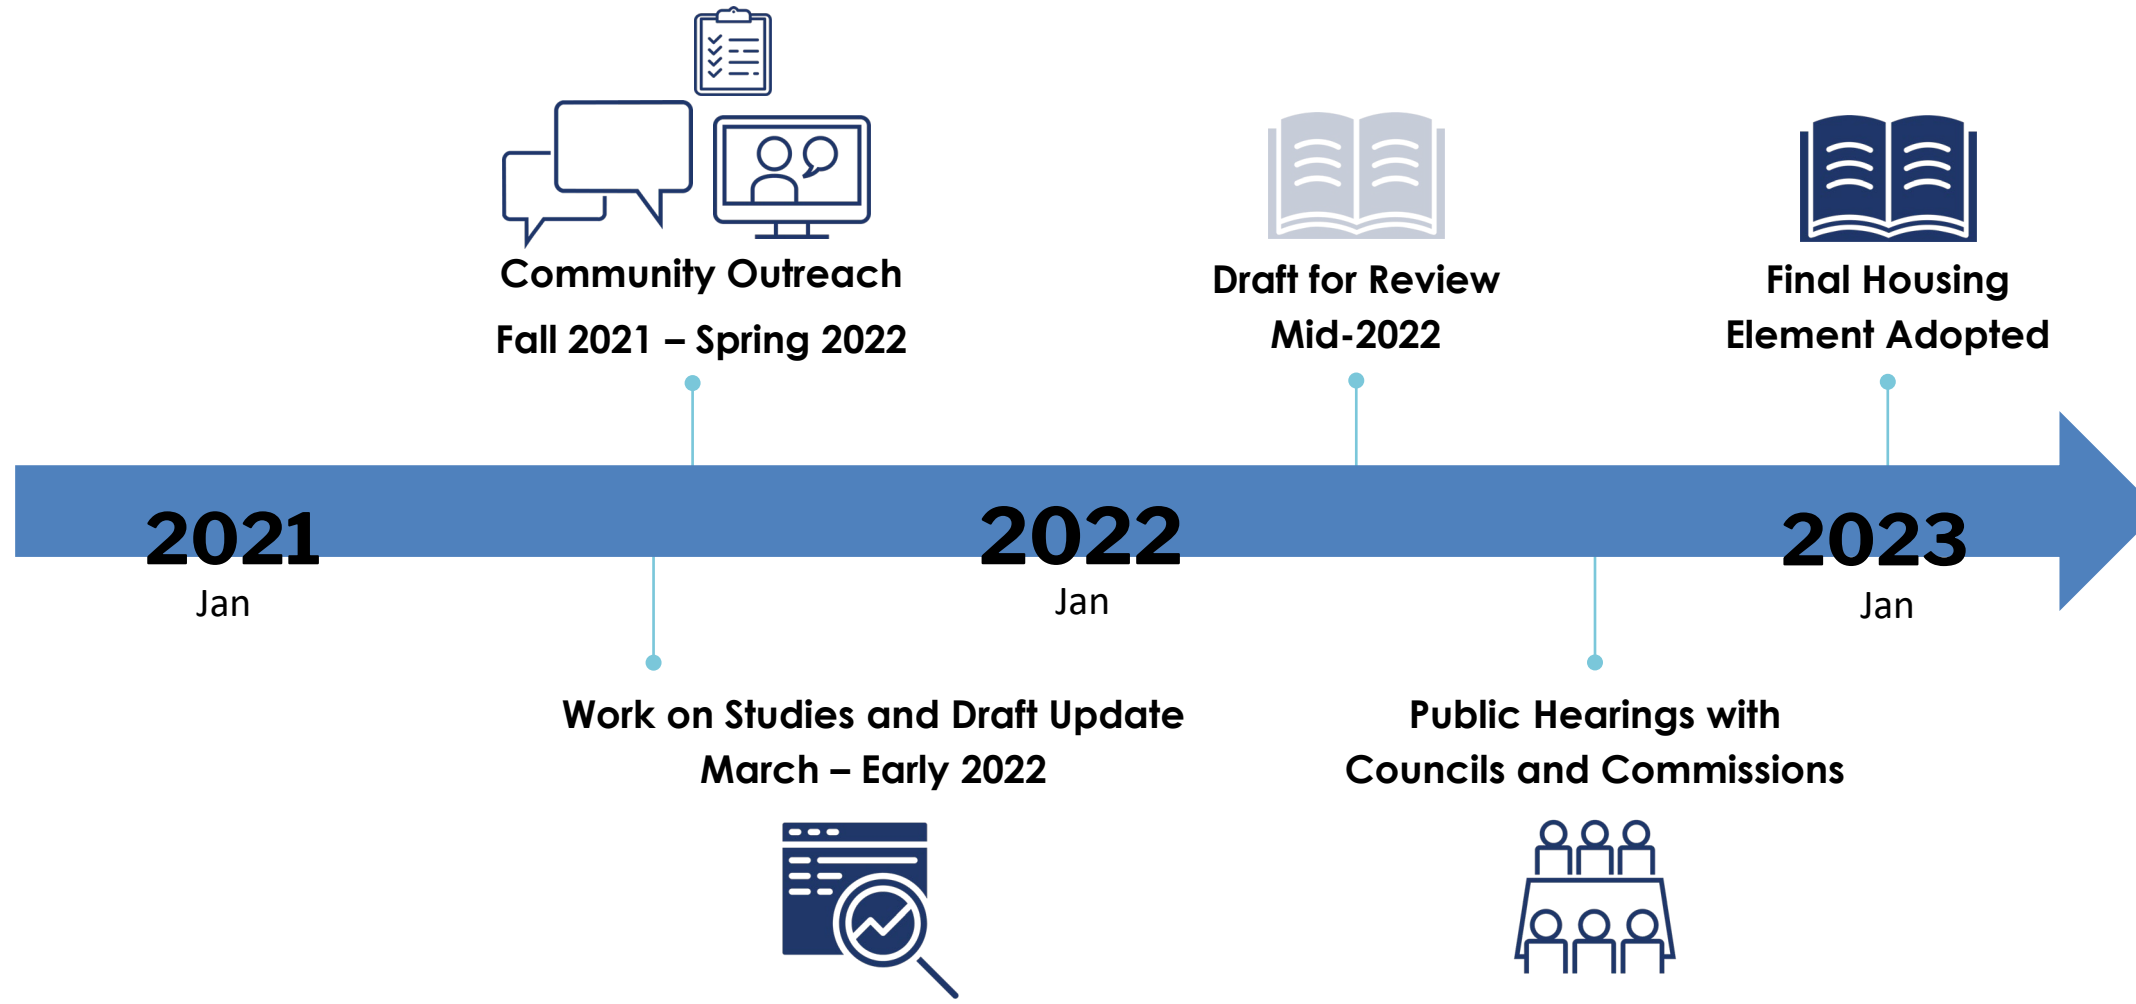 Community Outreach
Fall 2021 – Spring 2022
Draft for Review
Mid-2022
Final Housing
Element Adopted
2021
Jan
2022
Jan
2023
Jan
Work on Studies and Draft Update
March – Early 2022
Public Hearings with
Councils and Commissions